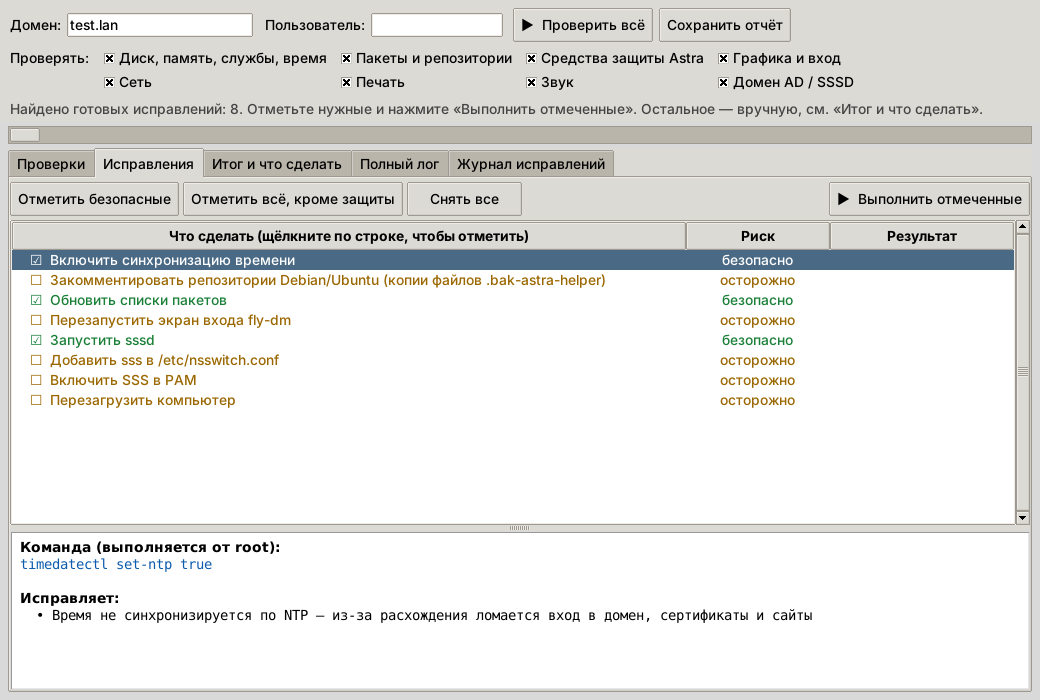 Домен: test.lan Пользователь: ▶ Проверить всё Сохранить отчёт
Проверять: Диск, память, службы, время Пакеты и репозитории Средства защиты Astra Графика и вход
Сеть Печать Звук Домен AD / SSSD
Найдено готовых исправлений: 8. Отметьте нужные и нажмите «Выполнить отмеченные». Остальное — вручную, см. «Итог и что сделать».
Проверки Исправления Итог и что сделать Полный лог Журнал исправлений
Отметить безопасные Отметить всё, кроме защиты Снять все ▶ Выполнить отмеченные
Что сделать (щёлкните по строке, чтобы отметить) Риск Результат
☑ Включить синхронизацию времени безопасно
☐ Закомментировать репозитории Debian/Ubuntu (копии файлов .bak-astra-helper) осторожно
☑ Обновить списки пакетов безопасно
☐ Перезапустить экран входа fly-dm осторожно
☑ Запустить sssd безопасно
☐ Добавить sss в /etc/nsswitch.conf осторожно
☐ Включить SSS в PAM осторожно
☐ Перезагрузить компьютер осторожно
Команда (выполняется от root):
timedatectl set-ntp true
Исправляет:
• Время не синхронизируется по NTP — из-за расхождения ломается вход в домен, сертификаты и сайты